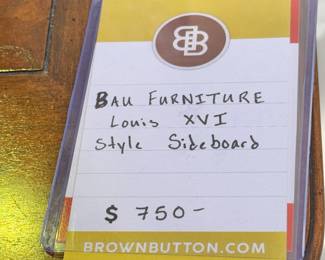 BB
BAU FURNITURE
Louis XVI
Style Sideboard
$ 750-
BROWNBUTTON.COM